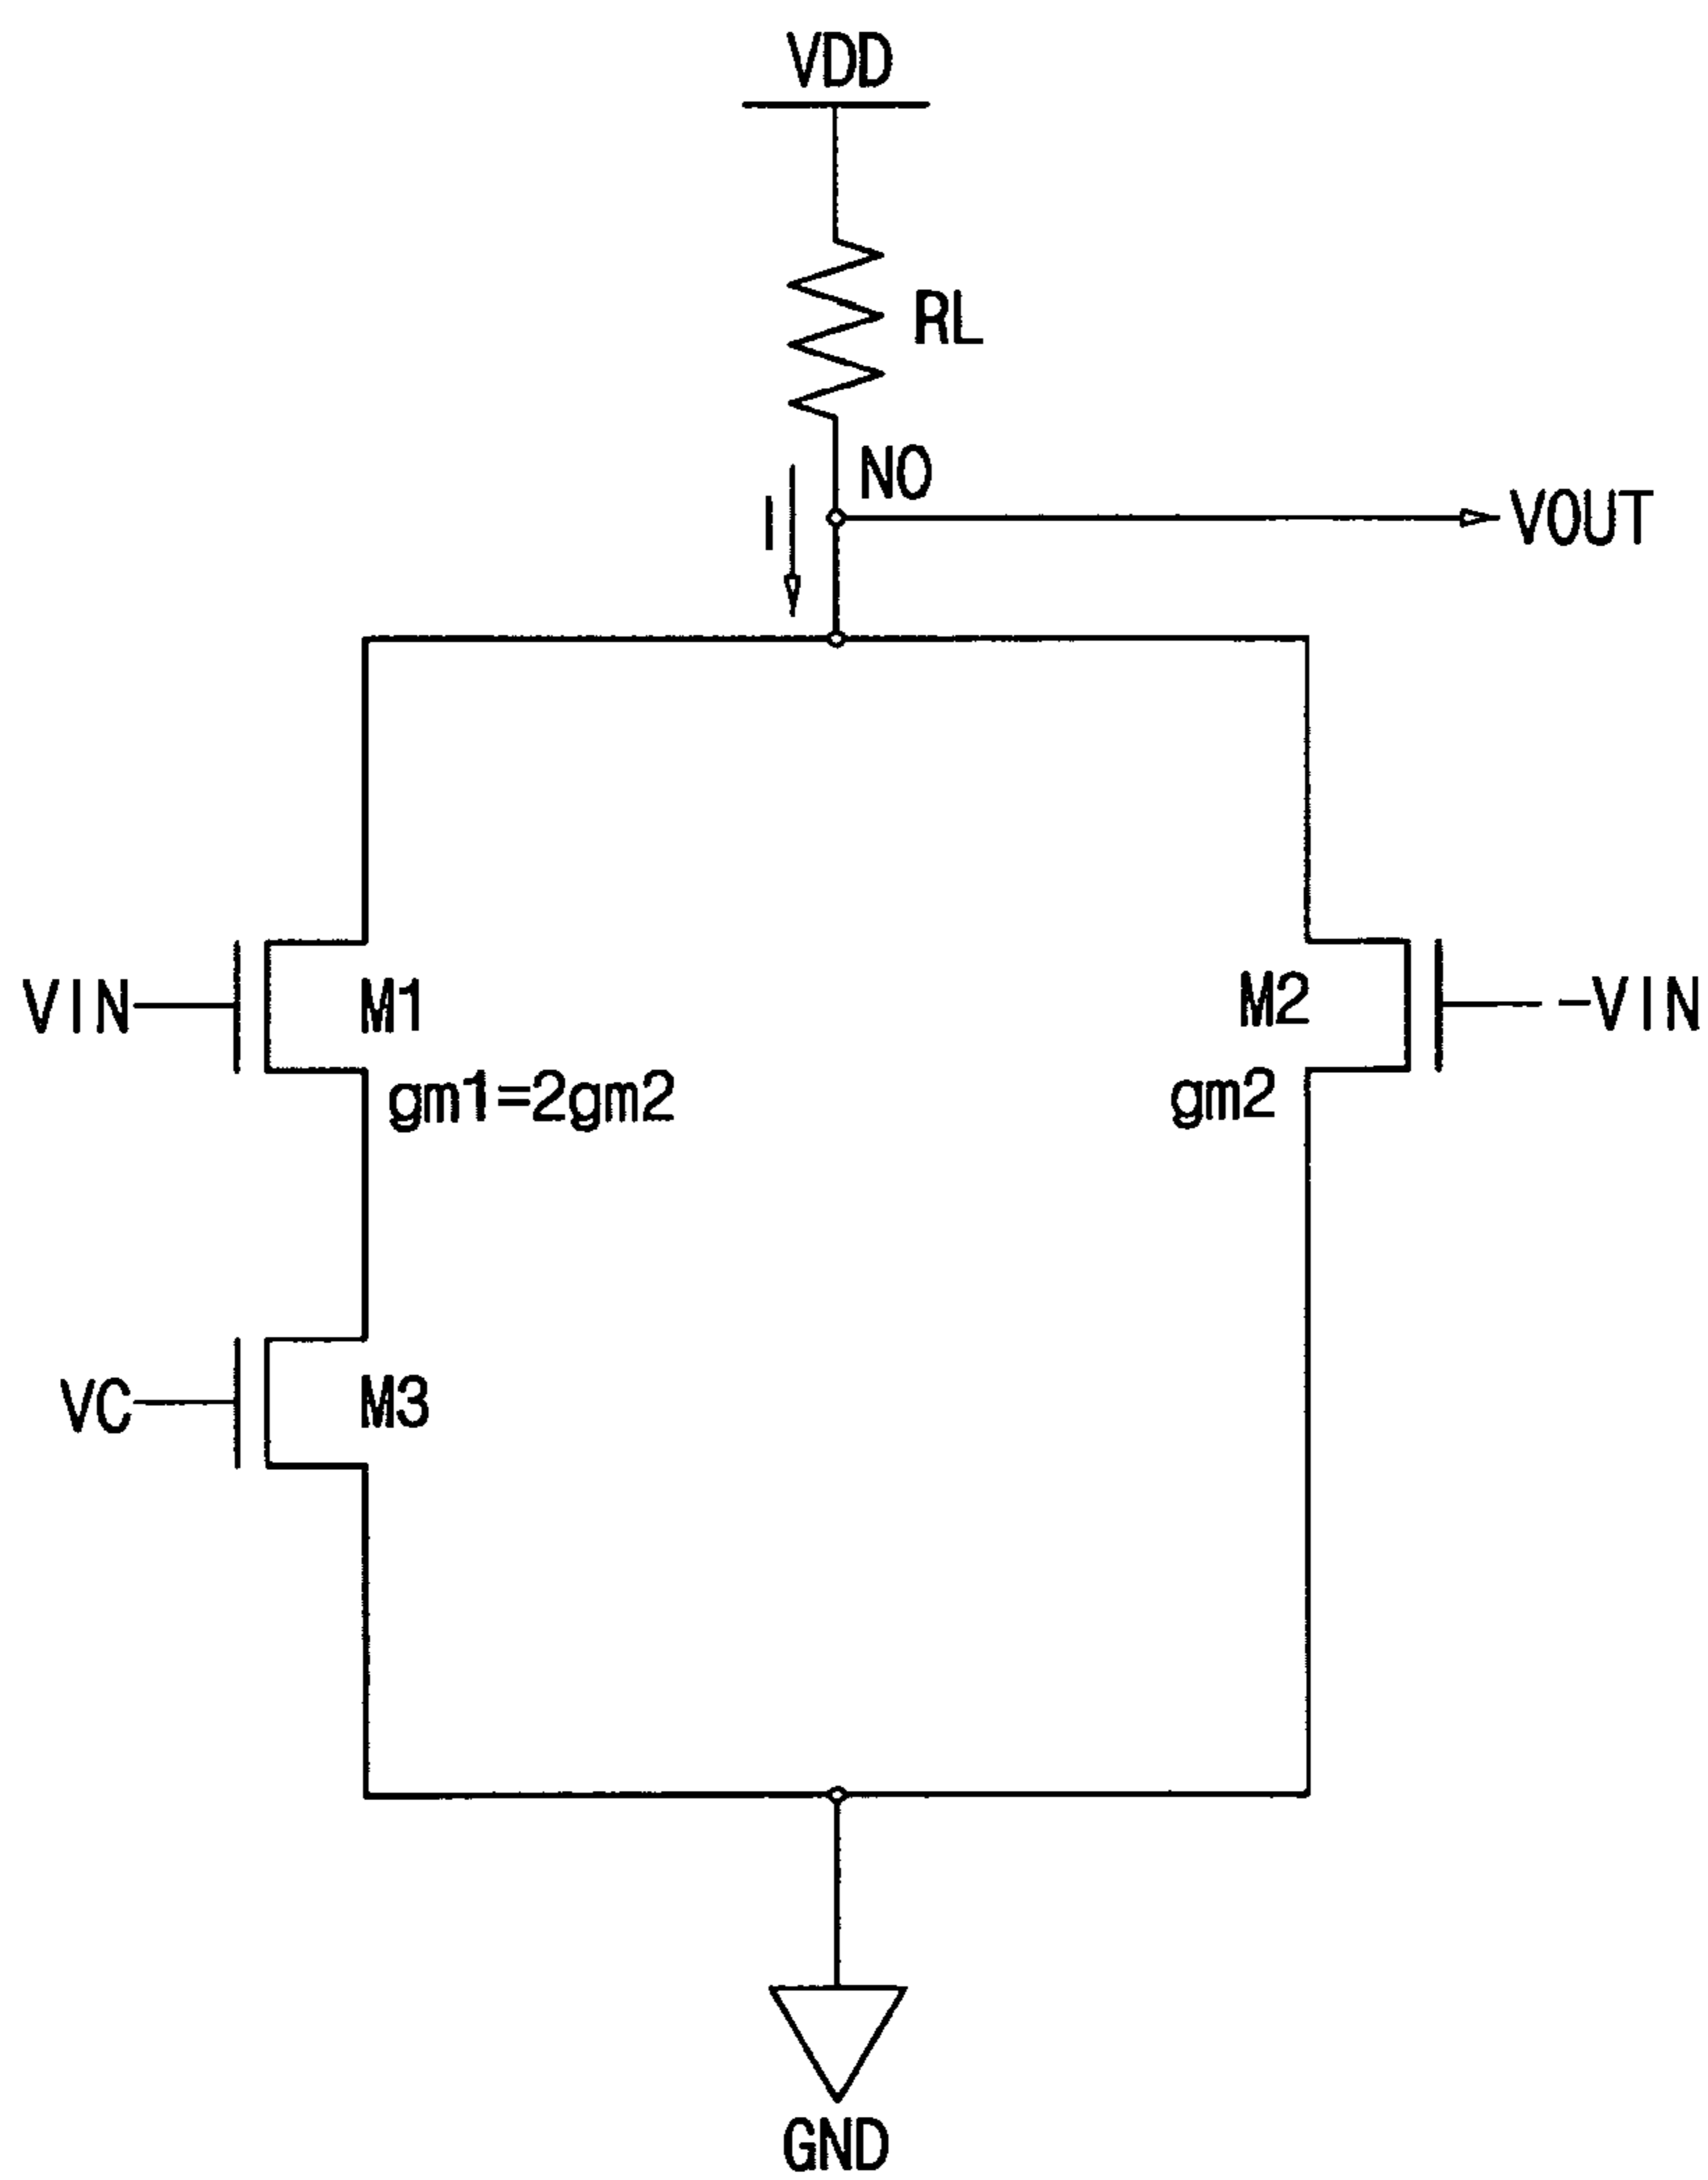 VDD
RL
NO
I
VOUT
VIN
M1
M2
-VIN
gm1=2gm2
gm2
VC
M3
GND